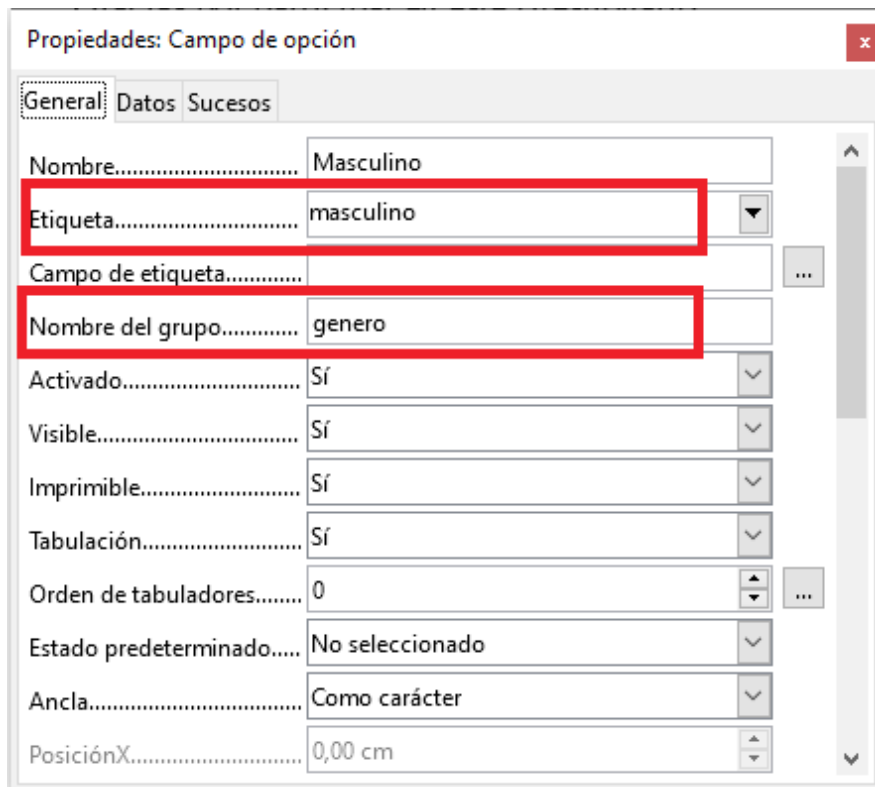 Propiedades: Campo de opción
x
General Datos Sucesos
Nombre............................. Masculino
Etiqueta............................. masculino
Campo de etiqueta............ ...
Nombre del grupo............ genero
Activado............................ Sí
Visible................................ Sí
Imprimible......................... Sí
Tabulación......................... Sí
Orden de tabuladores....... 0 ...
Estado predeterminado..... No seleccionado
Ancla.................................. Como carácter
PosiciónX........................... 0,00 cm